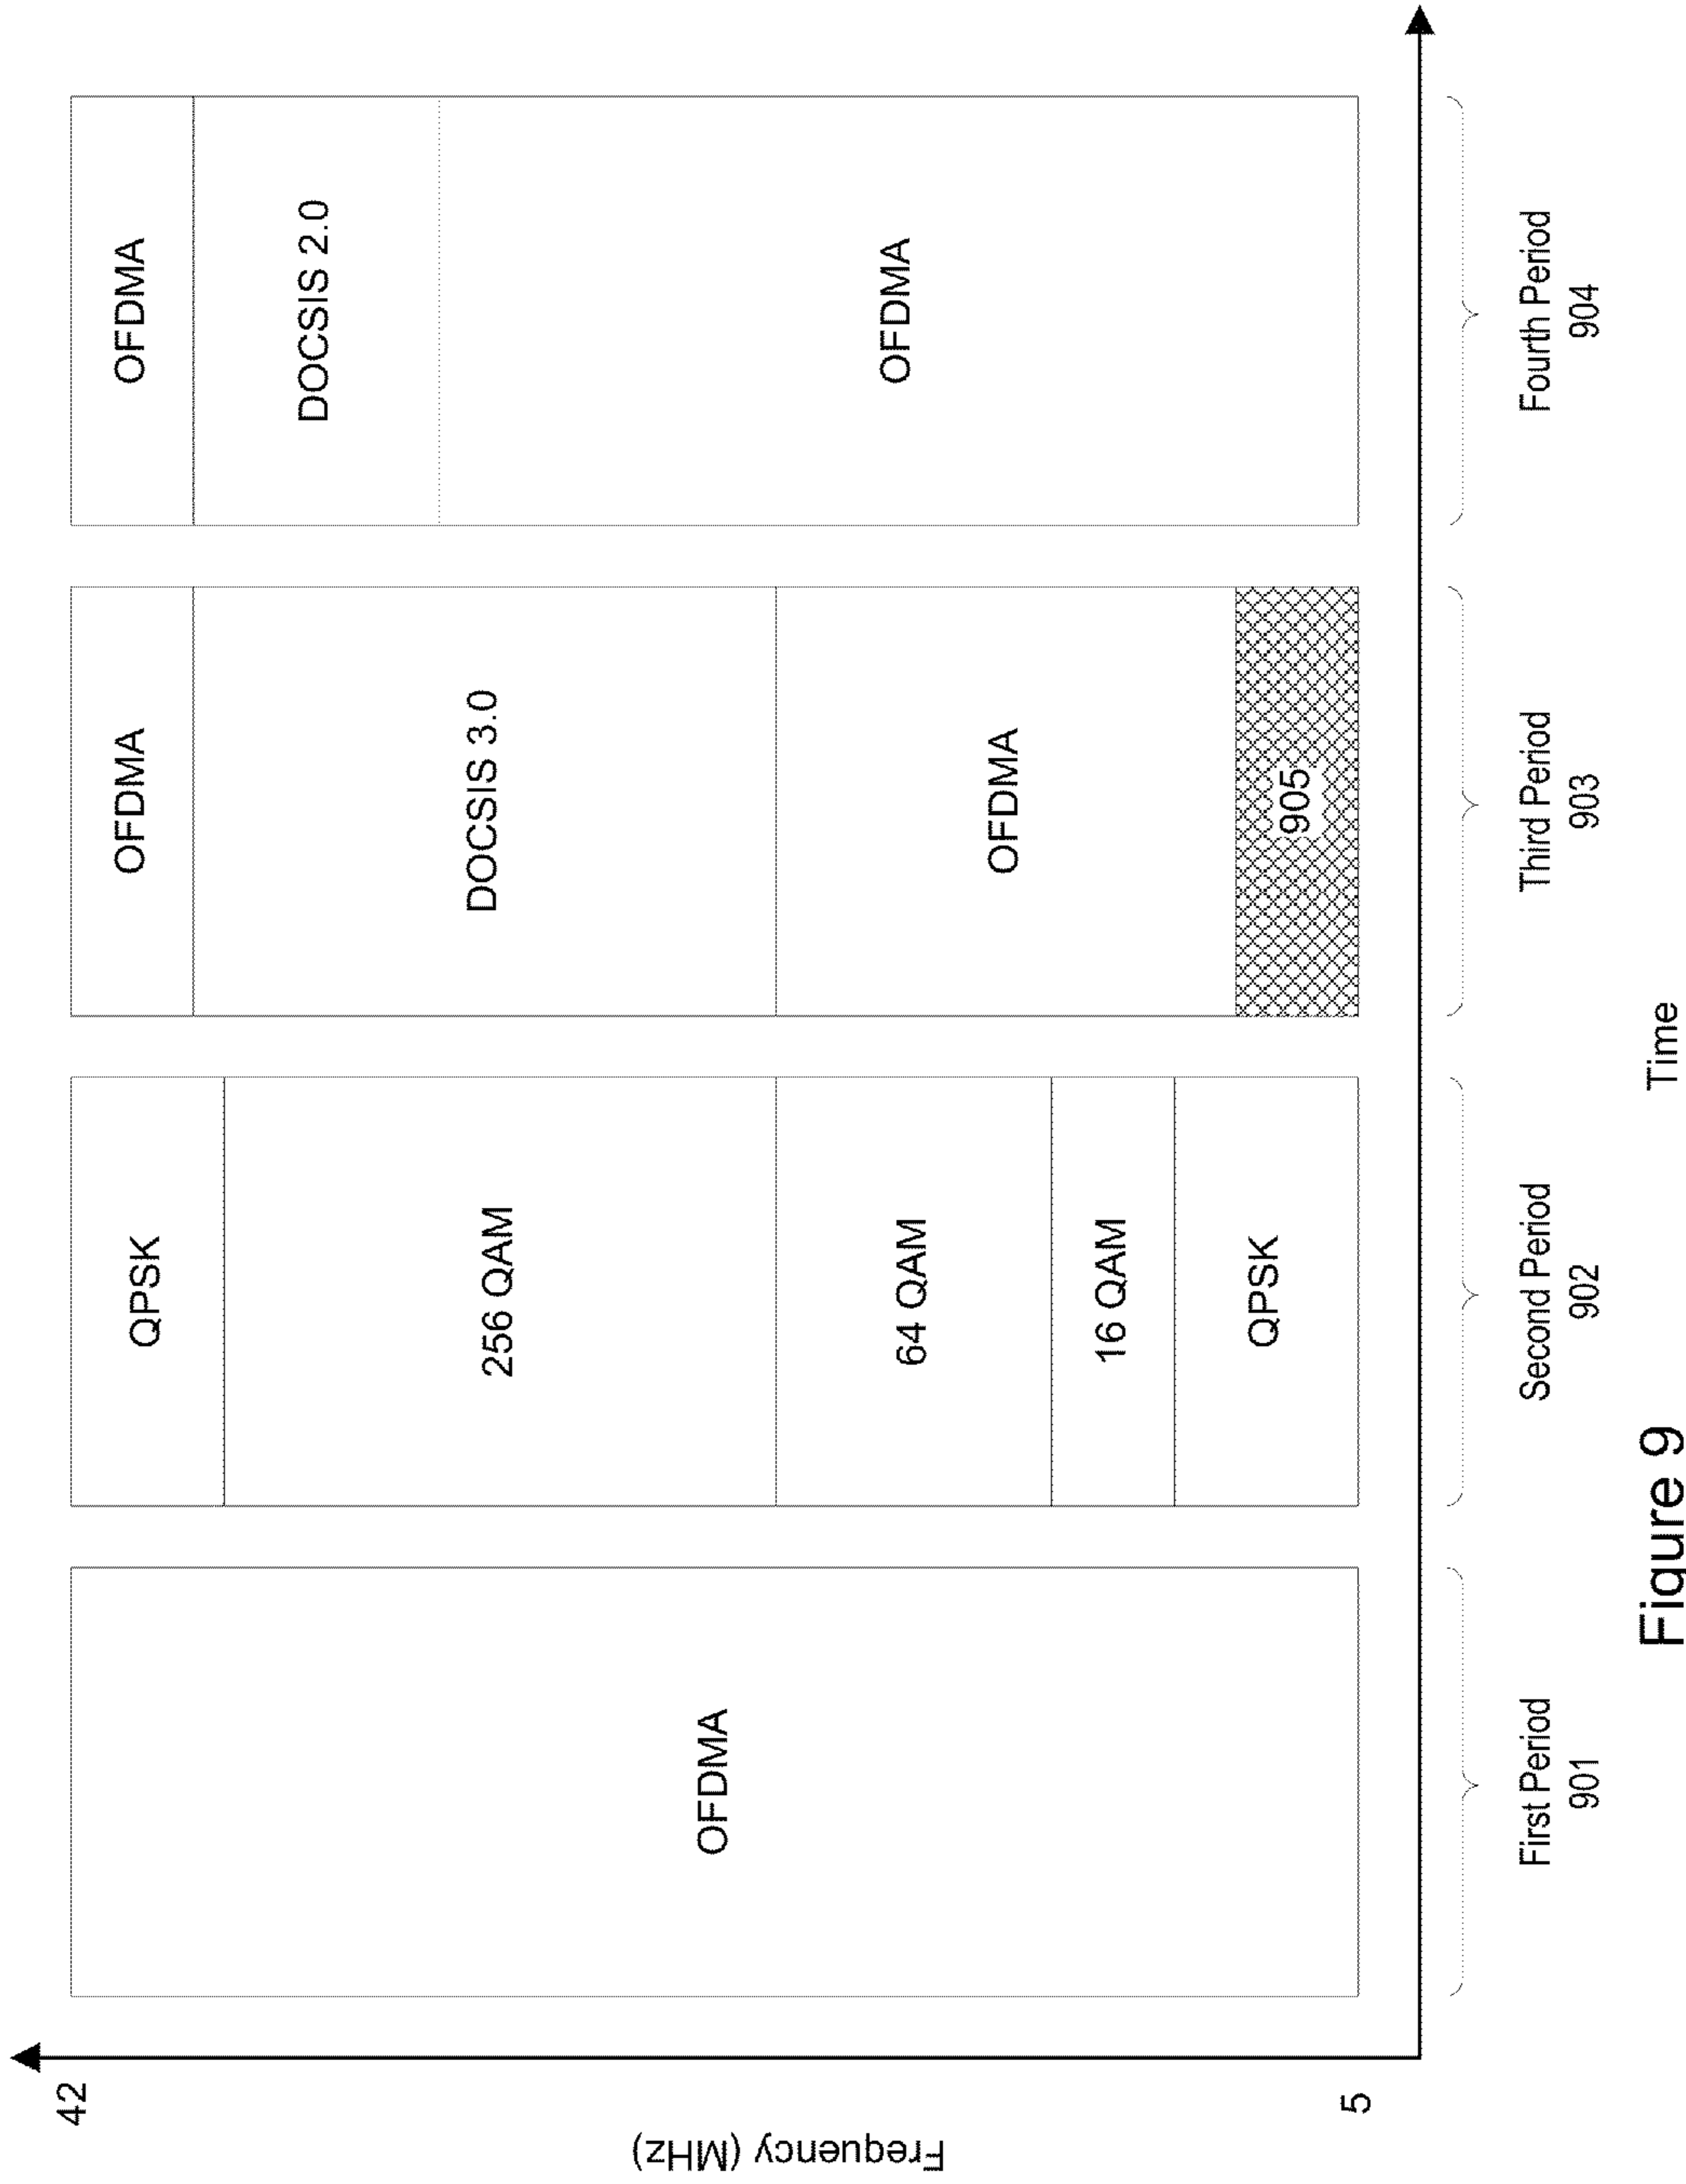 42
Frequency (MHz)
5
OFDMA
QPSK
256 QAM
64 QAM
16 QAM
QPSK
OFDMA
DOCSIS 3.0
OFDMA
905
OFDMA
DOCSIS 2.0
OFDMA
First Period
901
Second Period
902
Third Period
903
Fourth Period
904
Time
Figure 9